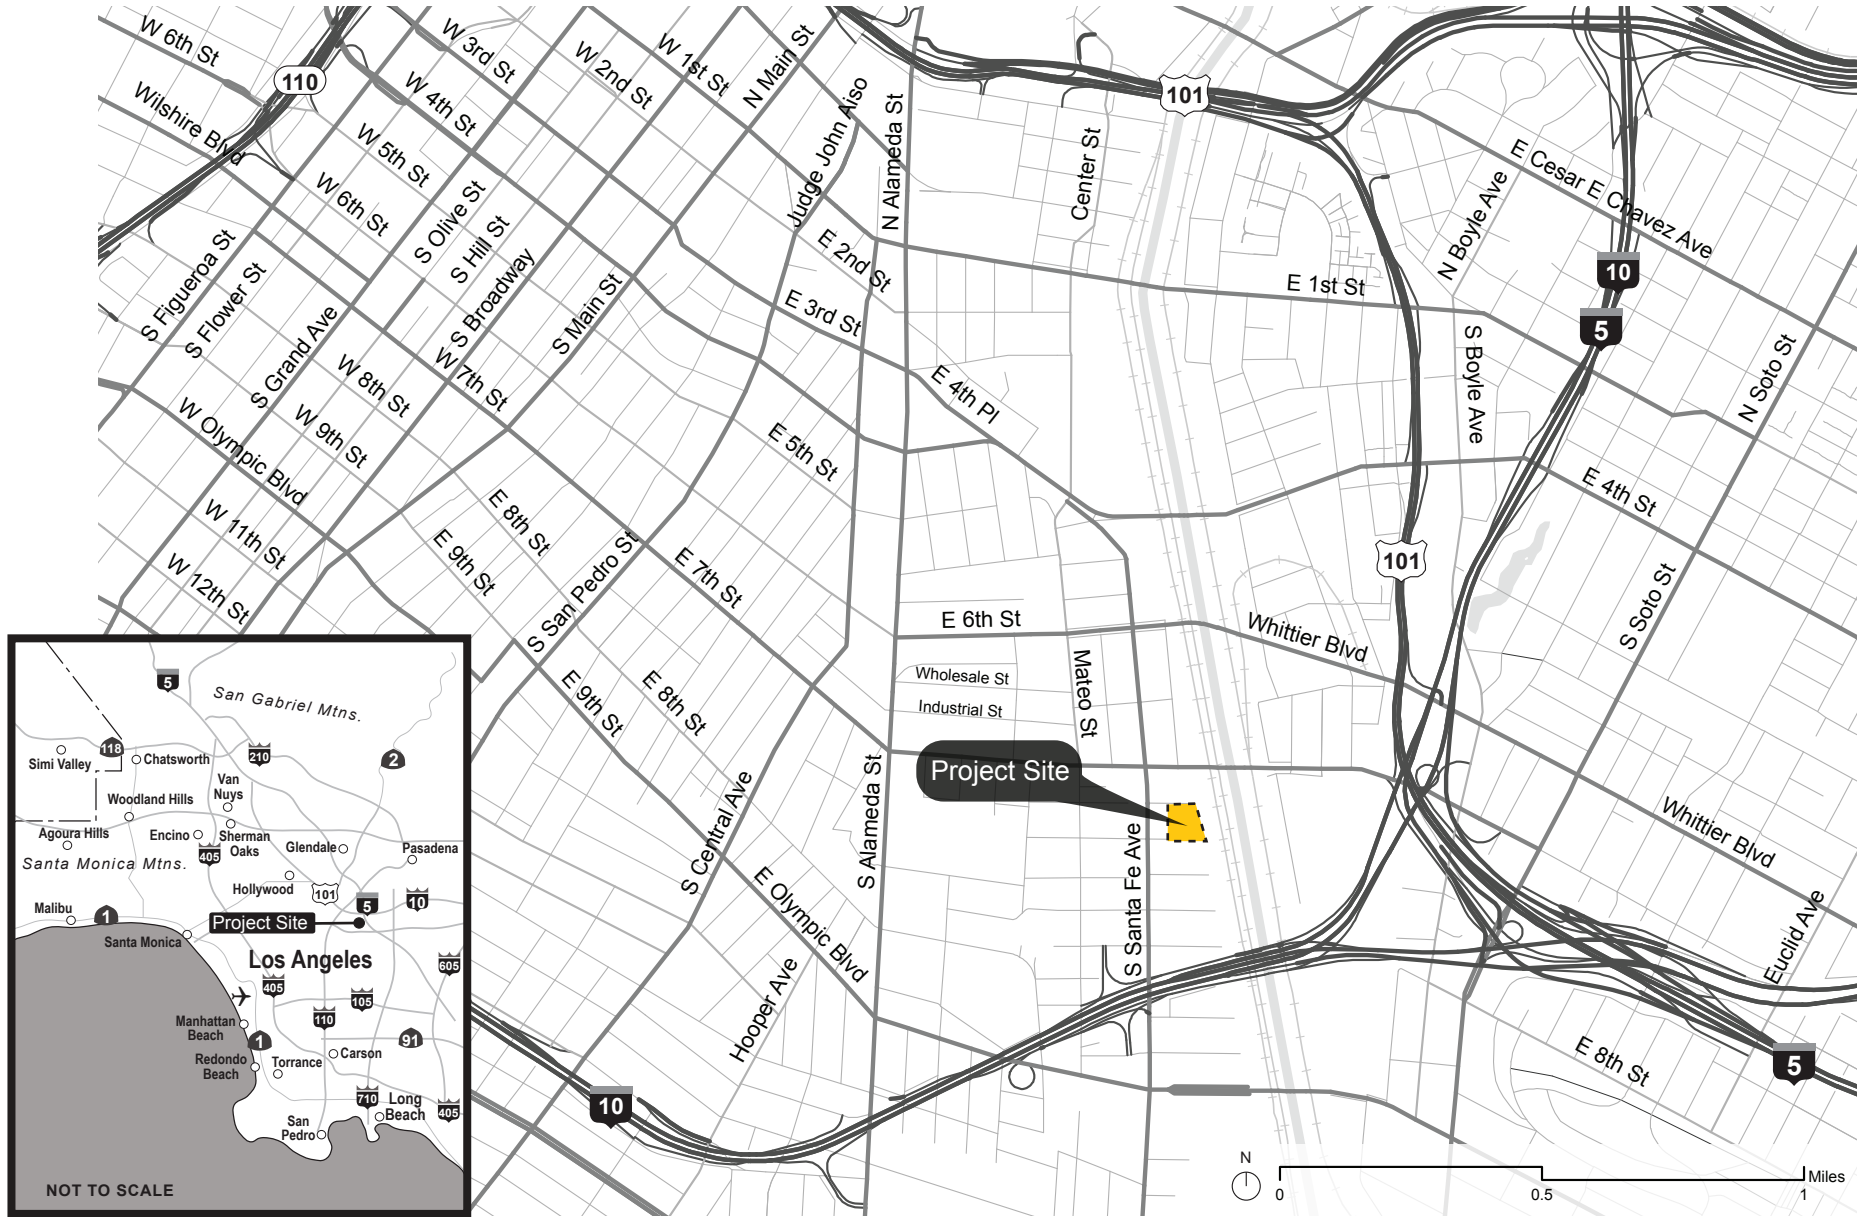 W 6th St
W 3rd St
W 2nd St
W 1st St
N Main St
110
Wilshire Blvd
W 4th St
Judge John Aiso
N Alameda St
Center St
101
E Cesar E Chavez Ave
W 5th St
W 6th St
S Olive St
S Hill St
S Broadway
S Main St
E 2nd St
E 3rd St
E 1st St
N Boyle Ave
10
5
S Figueroa St
S Flower St
S Grand Ave
W 8th St
W 7th St
W 9th St
W Olympic Blvd
E 4th Pl
S Boyle Ave
N Soto St
E 5th St
E 4th St
W 11th St
W 12th St
E 8th St
E 9th St
S San Pedro St
E 7th St
101
S Soto St
E 6th St
Whittier Blvd
Wholesale St
Industrial St
Mateo St
E 9th St
E 8th St
Project Site
S Central Ave
S Alameda St
S Santa Fe Ave
E Olympic Blvd
Hooper Ave
Whittier Blvd
Euclid Ave
E 8th St
5
10
N
0
0.5
1
Miles
5
San Gabriel Mtns.
118
Simi Valley
Chatsworth
210
2
Van
Nuys
Woodland Hills
Agoura Hills
Encino
Sherman
Oaks
405
Glendale
Pasadena
Santa Monica Mtns.
Hollywood
101
5
10
Malibu
1
Project Site
Santa Monica
Los Angeles
605
405
105
110
Manhattan
Beach
1
91
Redondo
Beach
Torrance
Carson
710
Long
Beach
405
San
Pedro
NOT TO SCALE